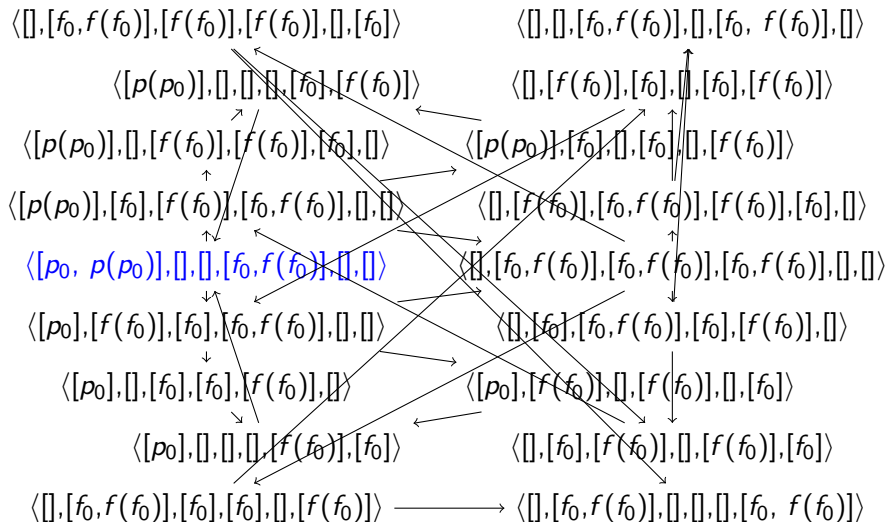 ⟨[],[f₀,f(f₀)],[f(f₀)],[f(f₀)],[],[f₀]⟩ ⟨[],[],[f₀,f(f₀)],[],[f₀, f(f₀)],[]⟩
⟨[p(p₀)],[],[],[],[f₀],[f(f₀)]⟩ ⟨[],[f(f₀)],[f₀],[],[f₀],[f(f₀)]⟩
⟨[p(p₀)],[],[f(f₀)],[f(f₀)],[f₀],[]⟩ ⟨[p(p₀)],[f₀],[],[f₀],[],[f(f₀)]⟩
⟨[p(p₀)],[f₀],[f(f₀)],[f₀,f(f₀)],[],[]⟩ ⟨[],[f(f₀)],[f₀,f(f₀)],[f(f₀)],[f₀],[]⟩
⟨[p₀, p(p₀)],[],[],[f₀,f(f₀)],[],[]⟩ ⟨[],[f₀,f(f₀)],[f₀,f(f₀)],[f₀,f(f₀)],[],[]⟩
⟨[p₀],[f(f₀)],[f₀],[f₀,f(f₀)],[],[]⟩ ⟨[],[f₀],[f₀,f(f₀)],[f₀],[f(f₀)],[]⟩
⟨[p₀],[],[f₀],[f₀],[f(f₀)],[]⟩ ⟨[p₀],[f(f₀)],[],[f(f₀)],[],[f₀]⟩
⟨[p₀],[],[],[],[f(f₀)],[f₀]⟩ ⟨[],[f₀],[f(f₀)],[],[f(f₀)],[f₀]⟩
⟨[],[f₀,f(f₀)],[f₀],[f₀],[],[f(f₀)]⟩ ⟨[],[f₀,f(f₀)],[],[],[],[f₀, f(f₀)]⟩